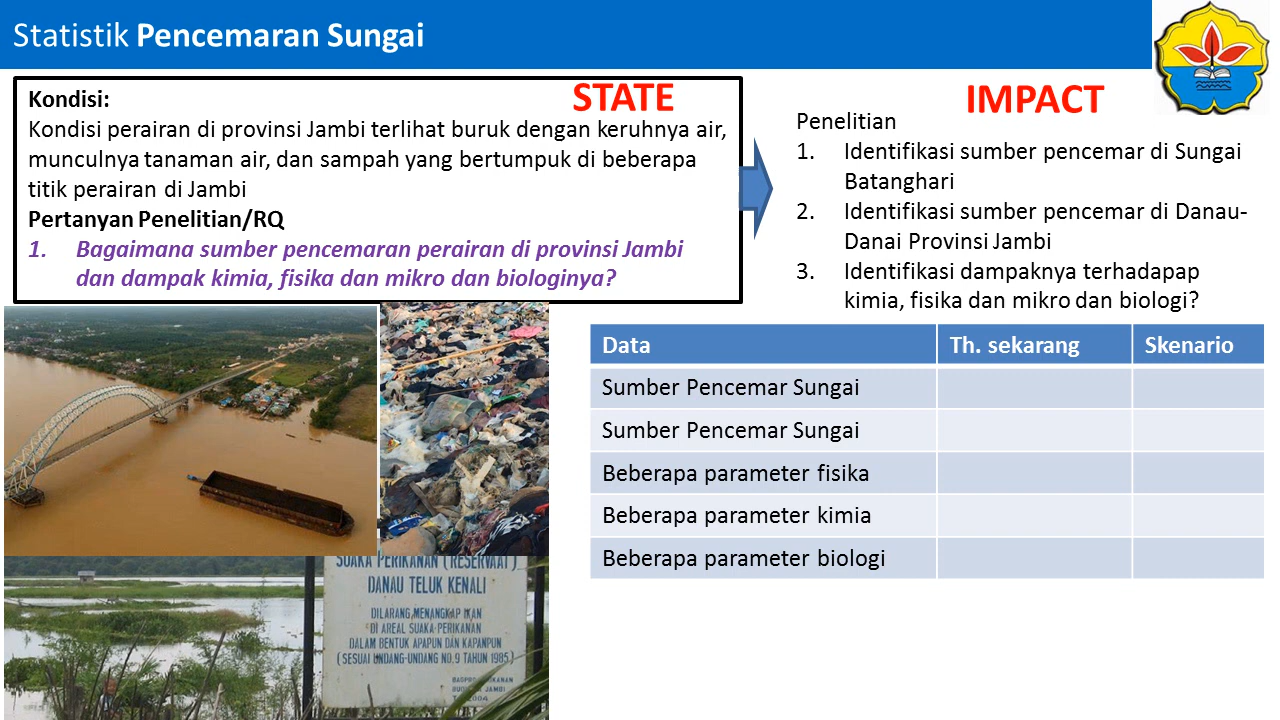 Statistik Pencemaran Sungai
STATE
Kondisi:
Kondisi perairan di provinsi Jambi terlihat buruk dengan keruhnya air,
munculnya tanaman air, dan sampah yang bertumpuk di beberapa
titik perairan di Jambi
Pertanyan Penelitian/RQ
1. Bagaimana sumber pencemaran perairan di provinsi Jambi
dan dampak kimia, fisika dan mikro dan biologinya?
IMPACT
Penelitian
1. Identifikasi sumber pencemar di Sungai
Batanghari
2. Identifikasi sumber pencemar di Danau-
Danai Provinsi Jambi
3. Identifikasi dampaknya terhadapap
kimia, fisika dan mikro dan biologi?
Data Th. sekarang Skenario
Sumber Pencemar Sungai
Sumber Pencemar Sungai
Beberapa parameter fisika
Beberapa parameter kimia
Beberapa parameter biologi
SUAKA PERIKANAN (RESERVAAT)
DANAU TELUK KENALI
DILARANG MENANGKAP IKAN
DI AREAL SUAKA PERIKANAN
DALAM BENTUK APAPUN DAN KAPANPUN
(SESUAI UNDANG-UNDANG NO.9 TAHUN 1985)